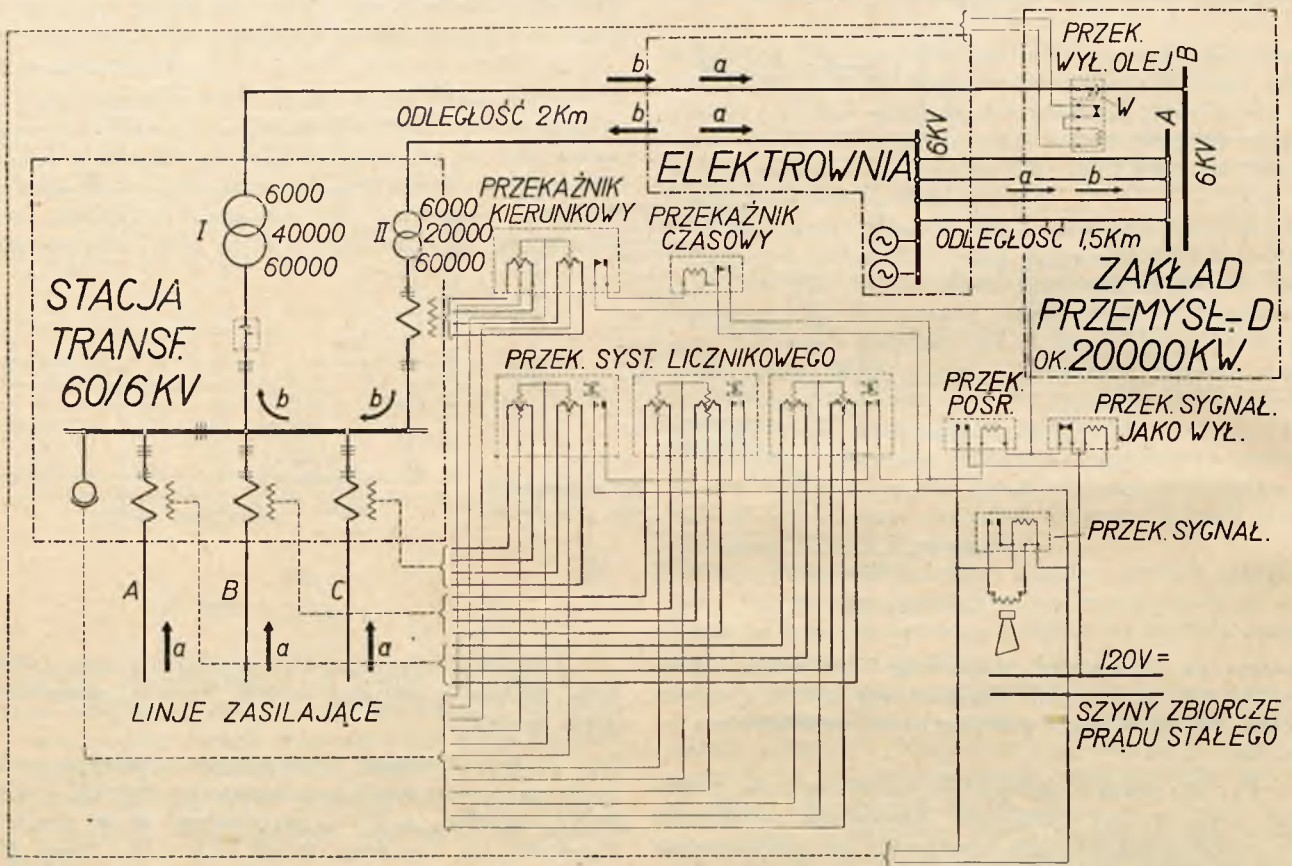 PRZEK.
WYŁ. OLEJ.
B
b
a
W
ODLEGŁOŚĆ 2Km
b
a
A
6KV
ELEKTROWNIA
6KV
PRZEKAŹNIK
KIERUNKOWY
PRZEKAŹNIK
CZASOWY
a
b
6000
I
40000
60000
6000
II
20000
60000
ODLEGŁOŚĆ 1,5Km
STACJA
TRANSF.
60/6 KV
ZAKŁAD
PRZEMYSŁ-D
OK. 20000KW.
PRZEK. SYST. LICZNIKOWEGO
b
b
PRZEK.
POŚR.
PRZEK. SYGNAŁ.
JAKO WYŁ.
PRZEK. SYGNAŁ.
A
B
C
a
a
a
LINJE ZASILAJĄCE
120V=
SZYNY ZBIORCZE
PRĄDU STAŁEGO